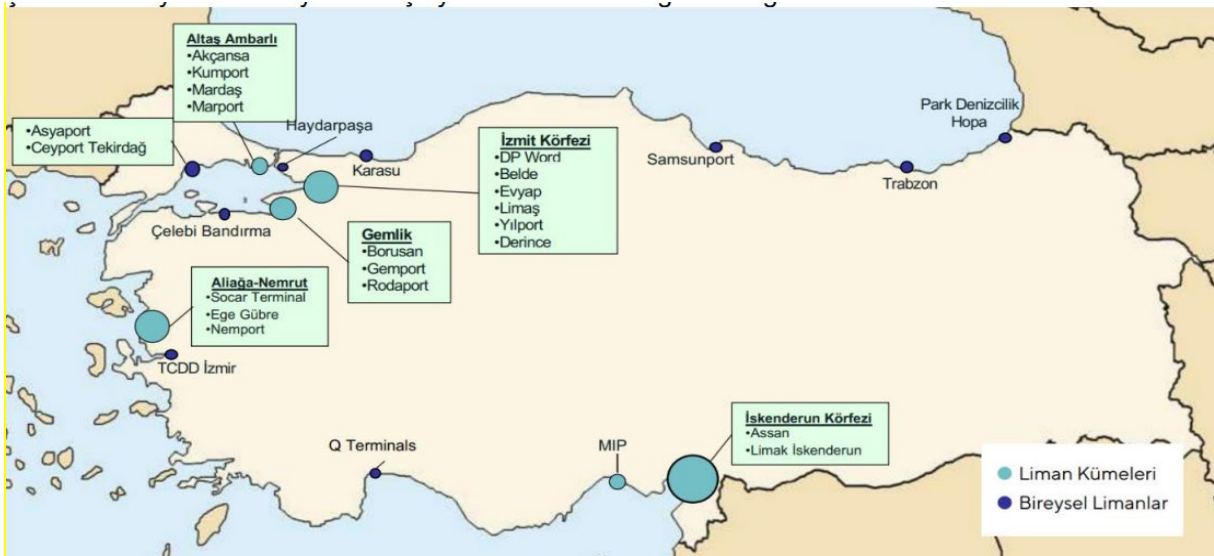 Altaş Ambarlı
•Akçansa
•Kumport
•Mardaş
•Marport
•Asyaport
•Ceyport Tekirdağ
Haydarpaşa
Karasu
İzmit Körfezi
•DP Word
•Belde
•Evyap
•Limaş
•Yılport
•Derince
Samsunport
Trabzon
Park Denizcilik
Hopa
Çelebi Bandırma
Gemlik
•Borusan
•Gemport
•Rodaport
Aliağa-Nemrut
•Socar Terminal
•Ege Gübre
•Nemport
TCDD İzmir
Q Terminals
MIP
İskenderun Körfezi
•Assan
•Limak İskenderun
Liman Kümeleri
Bireysel Limanlar